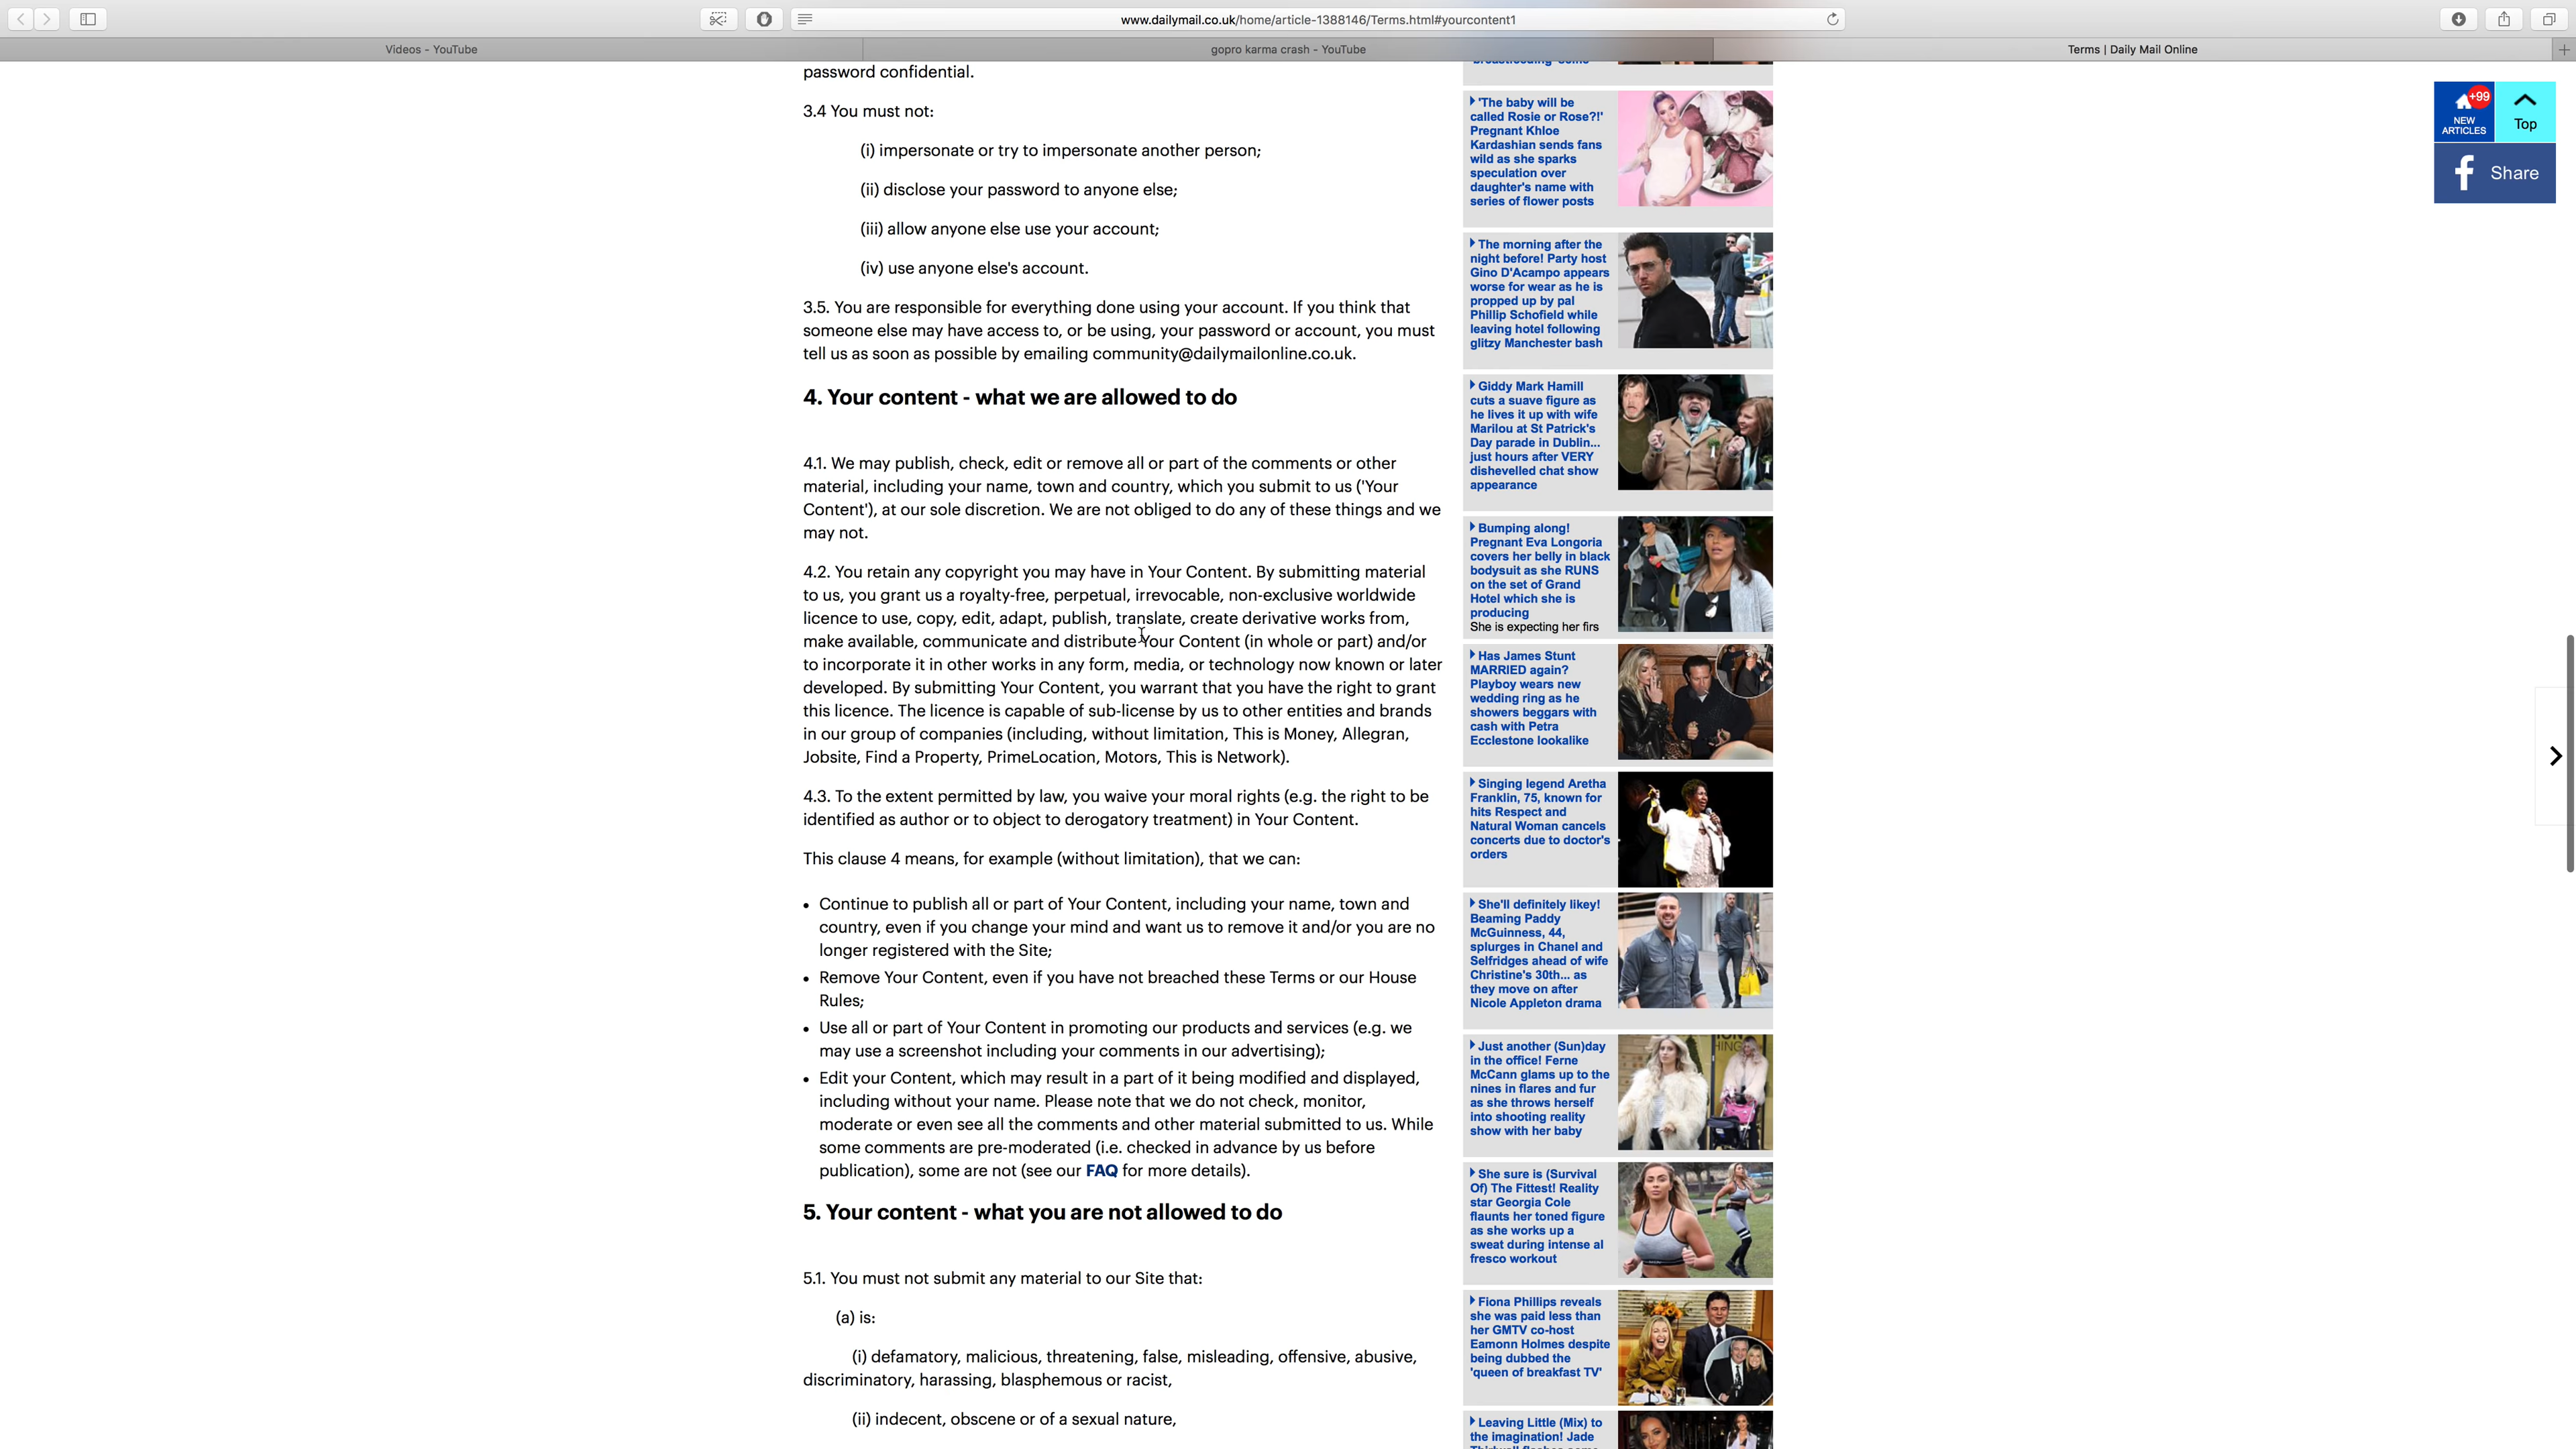 www.dailymail.co.uk/home/article-1388146/Terms.html#yourcontent1
Videos - YouTube
gopro karma crash - YouTube
Terms | Daily Mail Online
password confidential.
3.4 You must not:
(i) impersonate or try to impersonate another person;
(ii) disclose your password to anyone else;
(iii) allow anyone else use your account;
(iv) use anyone else's account.
3.5. You are responsible for everything done using your account. If you think that
someone else may have access to, or be using, your password or account, you must
tell us as soon as possible by emailing community@dailymailonline.co.uk.
4. Your content - what we are allowed to do
4.1. We may publish, check, edit or remove all or part of the comments or other
material, including your name, town and country, which you submit to us ('Your
Content'), at our sole discretion. We are not obliged to do any of these things and we
may not.
4.2. You retain any copyright you may have in Your Content. By submitting material
to us, you grant us a royalty-free, perpetual, irrevocable, non-exclusive worldwide
licence to use, copy, edit, adapt, publish, translate, create derivative works from,
make available, communicate and distribute Your Content (in whole or part) and/or
to incorporate it in other works in any form, media, or technology now known or later
developed. By submitting Your Content, you warrant that you have the right to grant
this licence. The licence is capable of sub-license by us to other entities and brands
in our group of companies (including, without limitation, This is Money, Allegran,
Jobsite, Find a Property, PrimeLocation, Motors, This is Network).
4.3. To the extent permitted by law, you waive your moral rights (e.g. the right to be
identified as author or to object to derogatory treatment) in Your Content.
This clause 4 means, for example (without limitation), that we can:
• Continue to publish all or part of Your Content, including your name, town and
country, even if you change your mind and want us to remove it and/or you are no
longer registered with the Site;
• Remove Your Content, even if you have not breached these Terms or our House
Rules;
• Use all or part of Your Content in promoting our products and services (e.g. we
may use a screenshot including your comments in our advertising);
• Edit your Content, which may result in a part of it being modified and displayed,
including without your name. Please note that we do not check, monitor,
moderate or even see all the comments and other material submitted to us. While
some comments are pre-moderated (i.e. checked in advance by us before
publication), some are not (see our FAQ for more details).
5. Your content - what you are not allowed to do
5.1. You must not submit any material to our Site that:
(a) is:
(i) defamatory, malicious, threatening, false, misleading, offensive, abusive,
discriminatory, harassing, blasphemous or racist,
(ii) indecent, obscene or of a sexual nature,
'The baby will be
called Rosie or Rose?!'
Pregnant Khloe
Kardashian sends fans
wild as she sparks
speculation over
daughter's name with
series of flower posts
The morning after the
night before! Party host
Gino D'Acampo appears
worse for wear as he is
propped up by pal
Phillip Schofield while
leaving hotel following
glitzy Manchester bash
Giddy Mark Hamill
cuts a suave figure as
he lives it up with wife
Marilou at St Patrick's
Day parade in Dublin...
just hours after VERY
dishevelled chat show
appearance
Bumping along!
Pregnant Eva Longoria
covers her belly in black
bodysuit as she RUNS
on the set of Grand
Hotel which she is
producing
She is expecting her firs
Has James Stunt
MARRIED again?
Playboy wears new
wedding ring as he
showers beggars with
cash with Petra
Ecclestone lookalike
Singing legend Aretha
Franklin, 75, known for
hits Respect and
Natural Woman cancels
concerts due to doctor's
orders
She'll definitely likey!
Beaming Paddy
McGuinness, 44,
splurges in Chanel and
Selfridges ahead of wife
Christine's 30th... as
they move on after
Nicole Appleton drama
Just another (Sun)day
in the office! Ferne
McCann glams up to the
nines in flares and fur
as she throws herself
into shooting reality
show with her baby
She sure is (Survival
Of) The Fittest! Reality
star Georgia Cole
flaunts her toned figure
as she works up a
sweat during intense al
fresco workout
Fiona Phillips reveals
she was paid less than
her GMTV co-host
Eamonn Holmes despite
being dubbed the
'queen of breakfast TV'
Leaving Little (Mix) to
the imagination! Jade
+99
NEW
ARTICLES
Top
Share